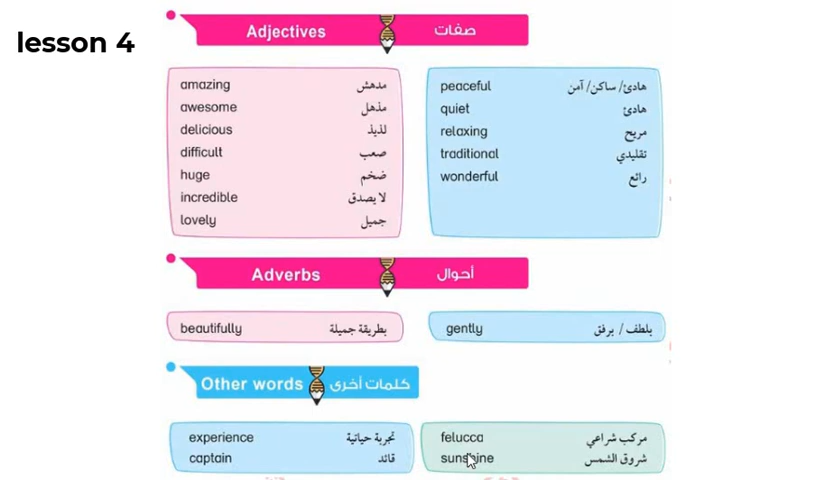 lesson 4
Adjectives صفات
amazing مدهش
awesome مذهل
delicious لذيذ
difficult صعب
huge ضخم
incredible لا يصدق
lovely جميل
peaceful هادئ/ ساكن/ آمن
quiet هادئ
relaxing مريح
traditional تقليدي
wonderful رائع
Adverbs أحوال
beautifully بطريقة جميلة
gently بلطف / برفق
Other words كلمات أخرى
experience تجربة حياتية
captain قائد
felucca مركب شراعي
sunshine شروق الشمس